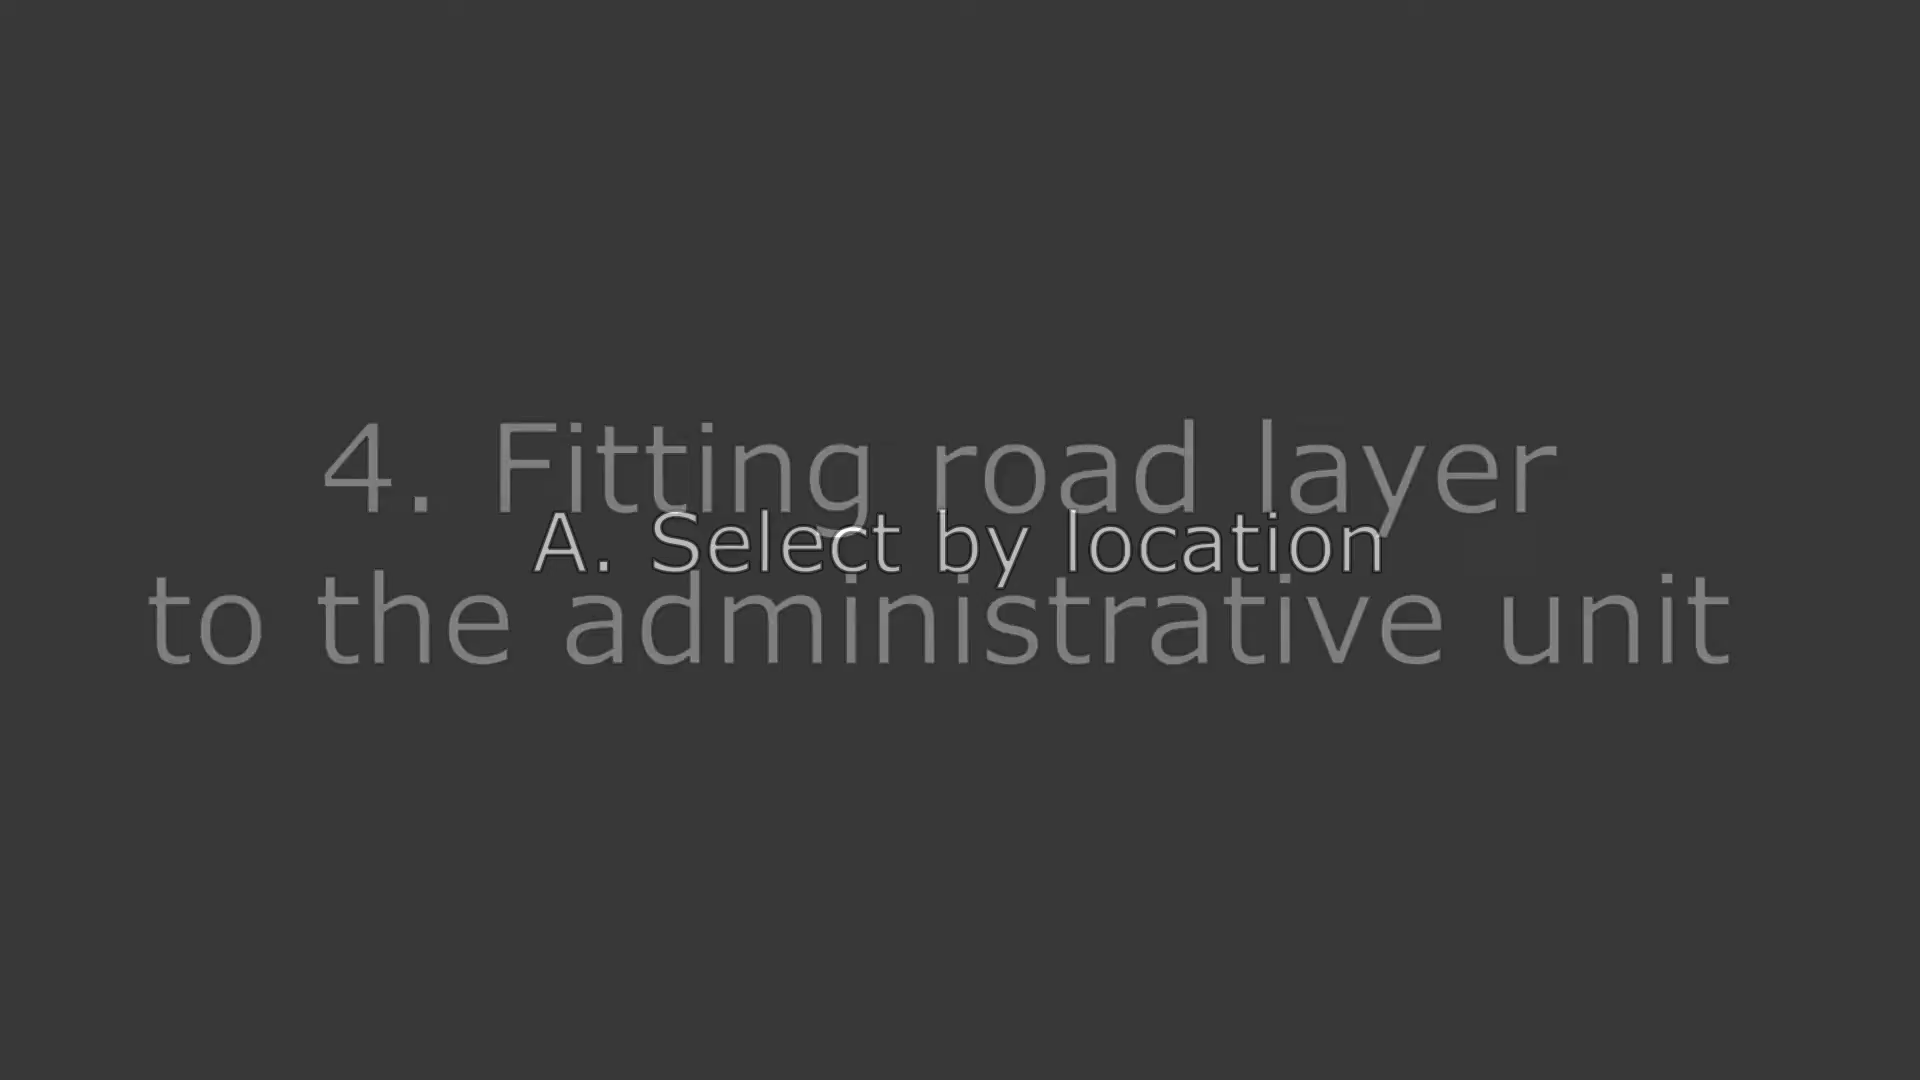 4. Fitting road layer
A. Select by location
to the administrative unit